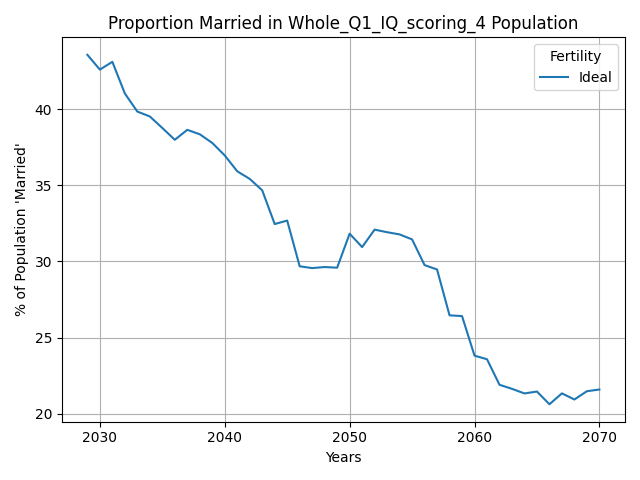 Proportion Married in Whole_Q1_IQ_scoring_4 Population
Fertility
Ideal
% of Population 'Married'
40
35
30
25
20
2030 2040 2050 2060 2070
Years